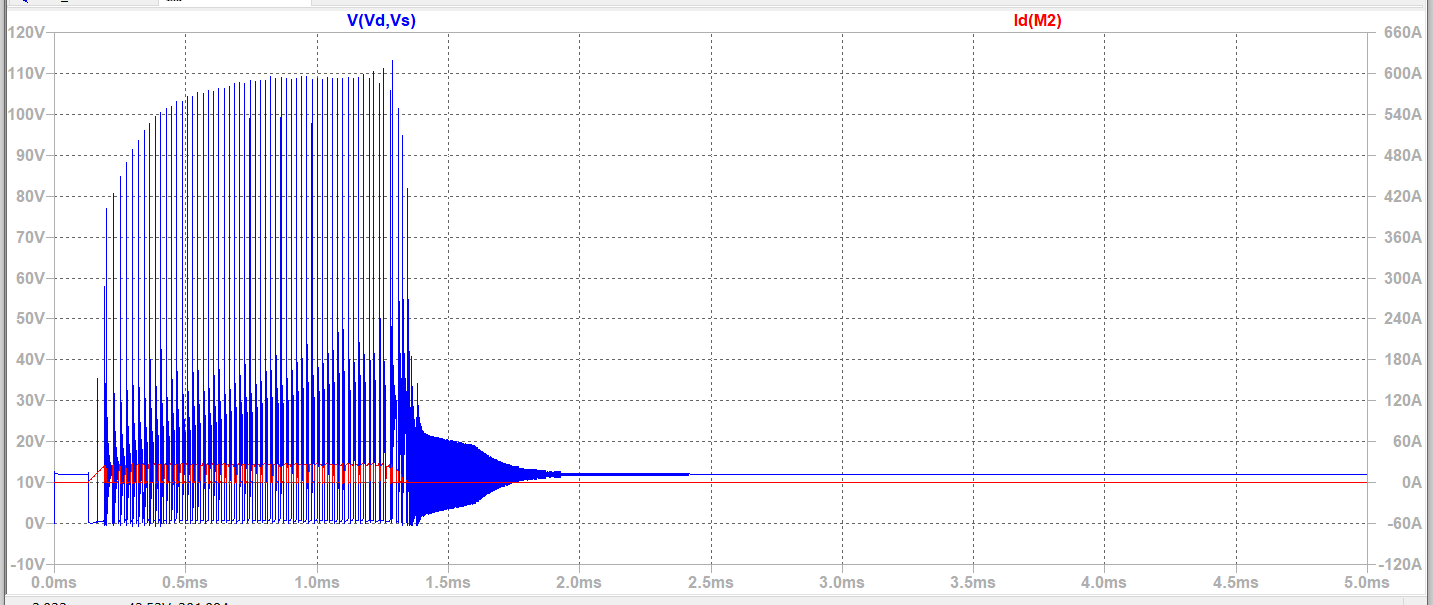 V(Vd,Vs) Id(M2)
120V 660A
110V 600A
100V 540A
90V 480A
80V 420A
70V 360A
60V 300A
50V 240A
40V 180A
30V 120A
20V 60A
10V 0A
0V -60A
-10V -120A
0.0ms 0.5ms 1.0ms 1.5ms 2.0ms 2.5ms 3.0ms 3.5ms 4.0ms 4.5ms 5.0ms